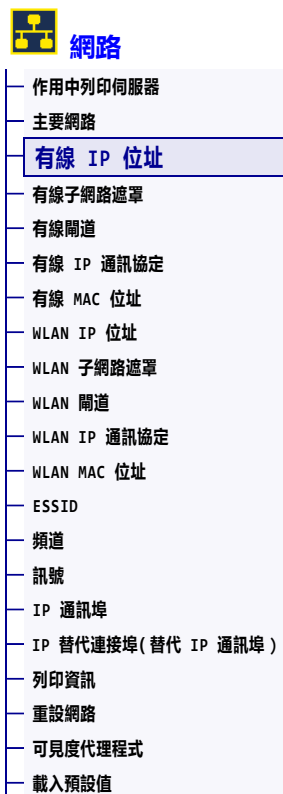 網路
作用中列印伺服器
主要網路
有線 IP 位址
有線子網路遮罩
有線閘道
有線 IP 通訊協定
有線 MAC 位址
WLAN IP 位址
WLAN 子網路遮罩
WLAN 閘道
WLAN IP 通訊協定
WLAN MAC 位址
ESSID
頻道
訊號
IP 通訊埠
IP 替代連接埠(替代 IP 通訊埠)
列印資訊
重設網路
可見度代理程式
載入預設值